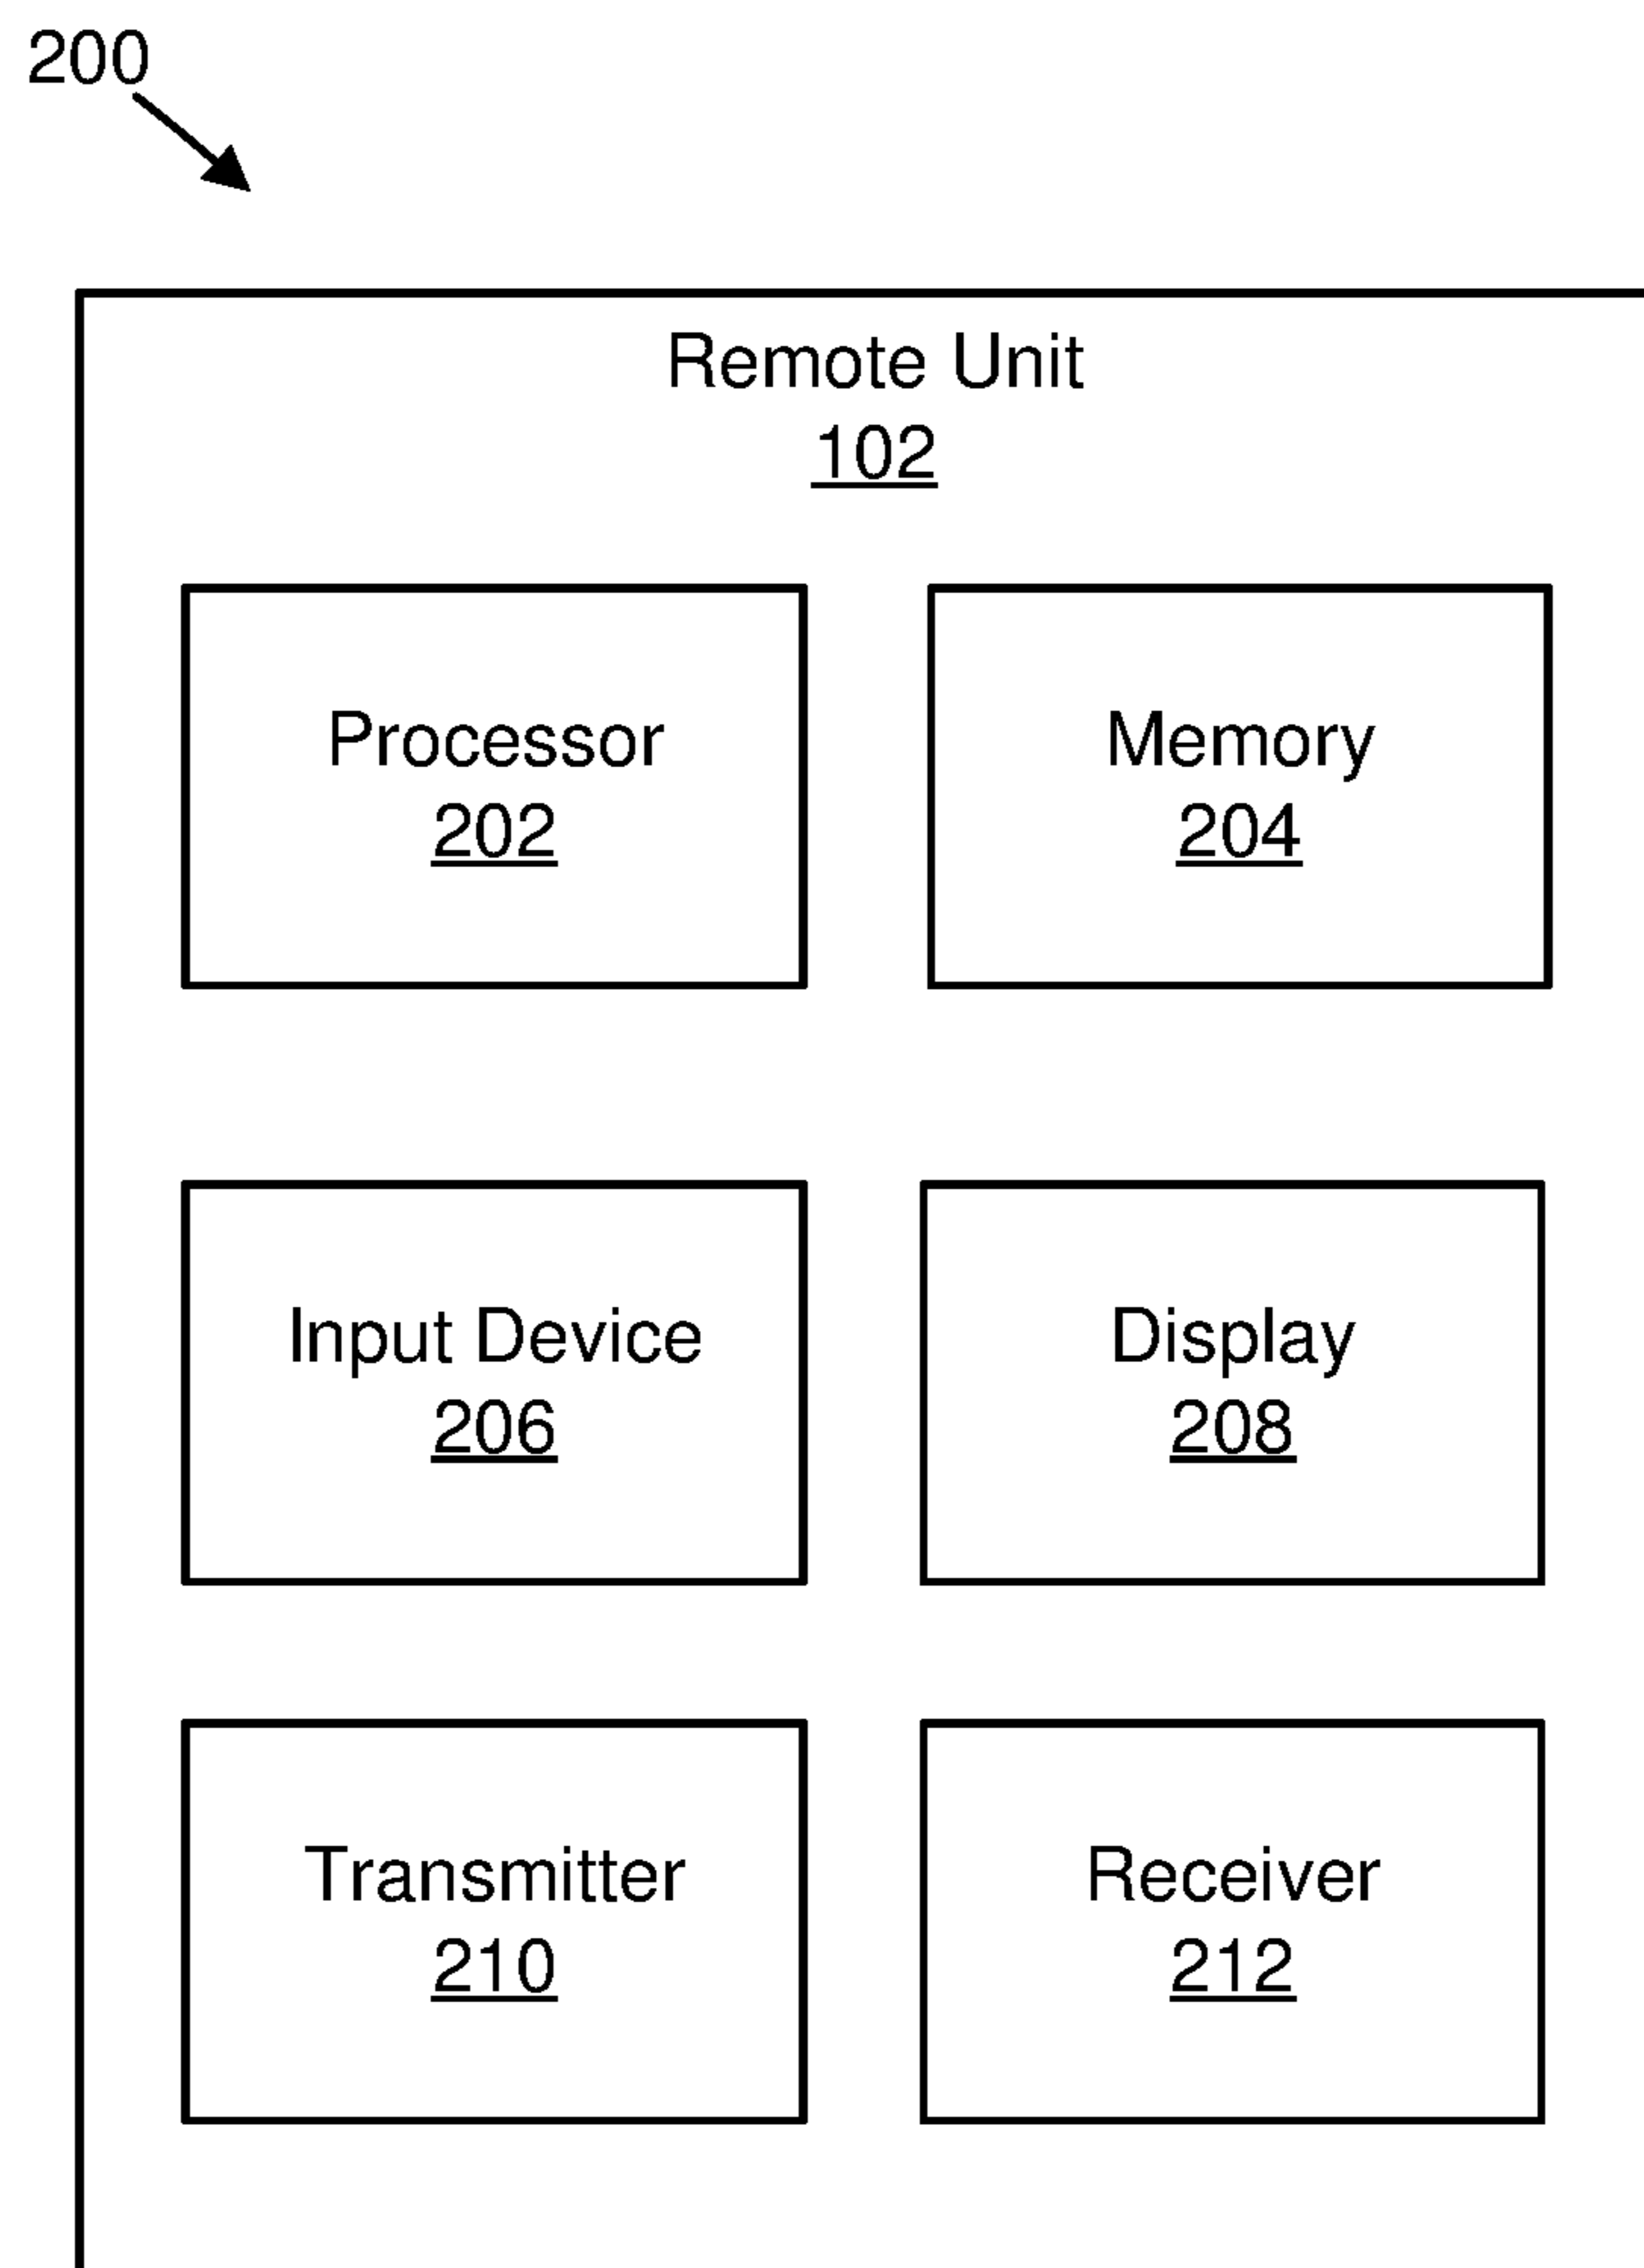 200
Remote Unit
102
Processor
202
Memory
204
Input Device
206
Display
208
Transmitter
210
Receiver
212